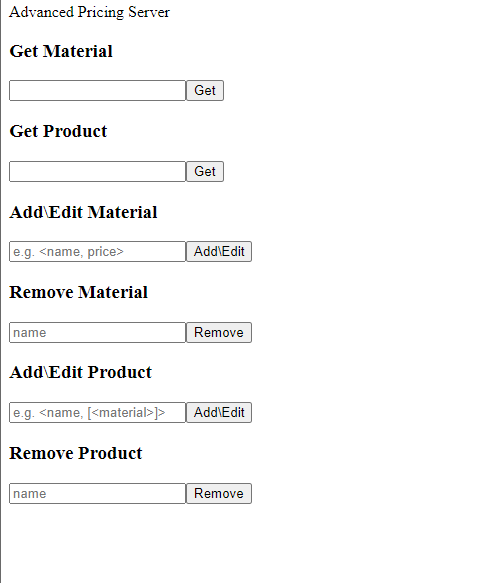 Advanced Pricing Server
Get Material
Get
Get Product
Get
Add\Edit Material
e.g. <name, price> Add\Edit
Remove Material
name Remove
Add\Edit Product
e.g. <name, [<material>]> Add\Edit
Remove Product
name Remove